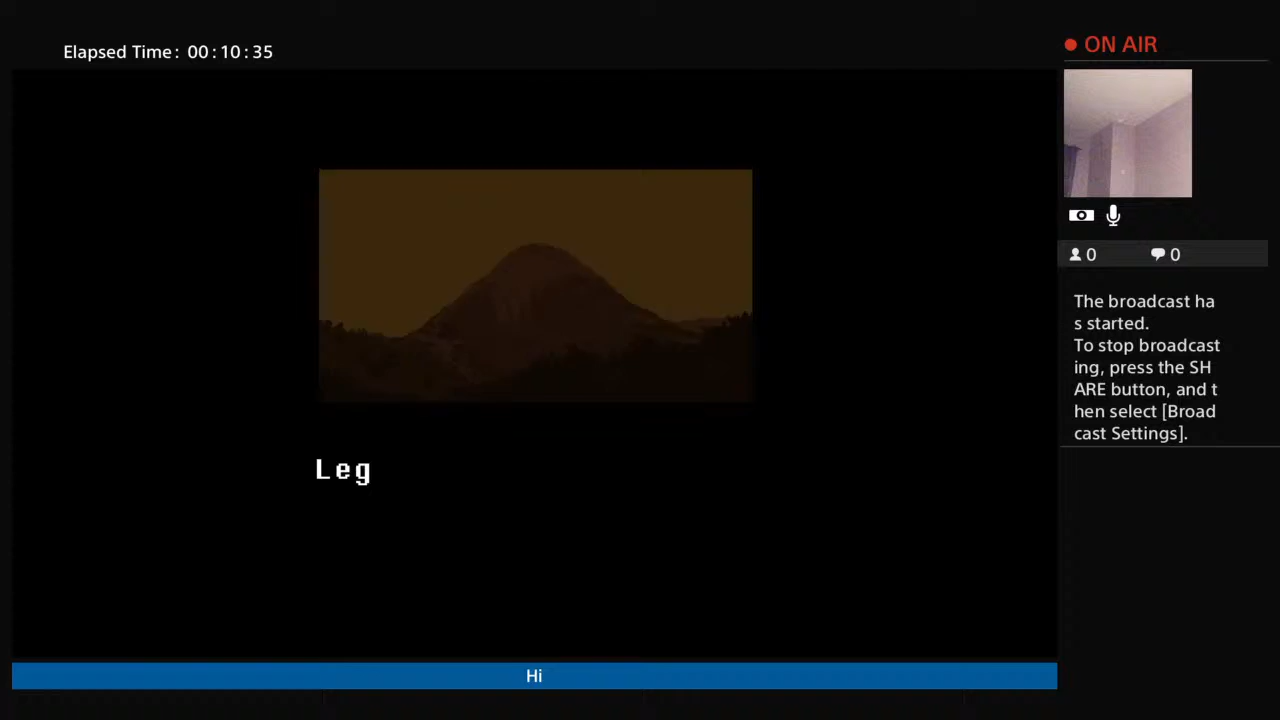 Elapsed Time: 00:10:35
ON AIR
0 0
The broadcast ha
s started.
To stop broadcast
ing, press the SH
ARE button, and t
hen select [Broad
cast Settings].
Leg
Hi